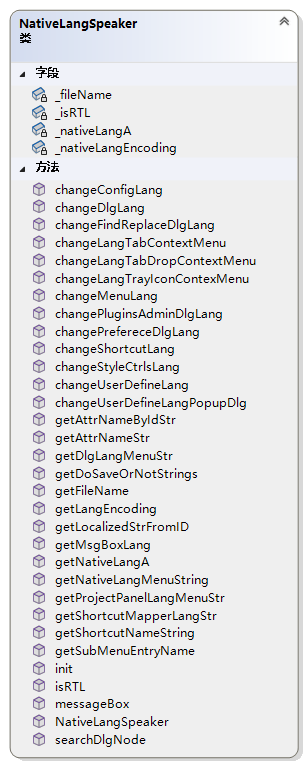 NativeLangSpeaker
类
字段
_fileName
_isRTL
_nativeLangA
_nativeLangEncoding
方法
changeConfigLang
changeDlgLang
changeFindReplaceDlgLang
changeLangTabContextMenu
changeLangTabDropContextMenu
changeLangTrayIconContexMenu
changeMenuLang
changePluginsAdminDlgLang
changePrefereceDlgLang
changeShortcutLang
changeStyleCtrlsLang
changeUserDefineLang
changeUserDefineLangPopupDlg
getAttrNameByIdStr
getAttrNameStr
getDlgLangMenuStr
getDoSaveOrNotStrings
getFileName
getLangEncoding
getLocalizedStrFromID
getMsgBoxLang
getNativeLangA
getNativeLangMenuString
getProjectPanelLangMenuStr
getShortcutMapperLangStr
getShortcutNameString
getSubMenuEntryName
init
isRTL
messageBox
NativeLangSpeaker
searchDlgNode